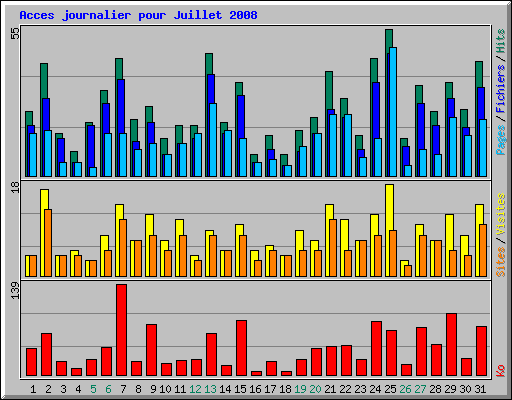 Acces journalier pour Juillet 2008
55
Pages / Fichiers / Hits
18
Sites / Visites
139
Ko
1 2 3 4 5 6 7 8 9 10 11 12 13 14 15 16 17 18 19 20 21 22 23 24 25 26 27 28 29 30 31